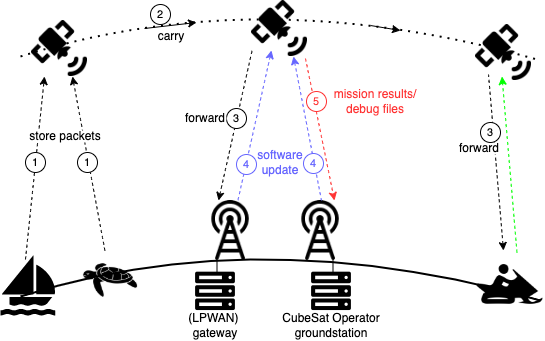 2
carry
forward
3
5
mission results/
debug files
store packets
1
1
4
software
update
4
3
forward
(LPWAN)
gateway
CubeSat Operator
groundstation